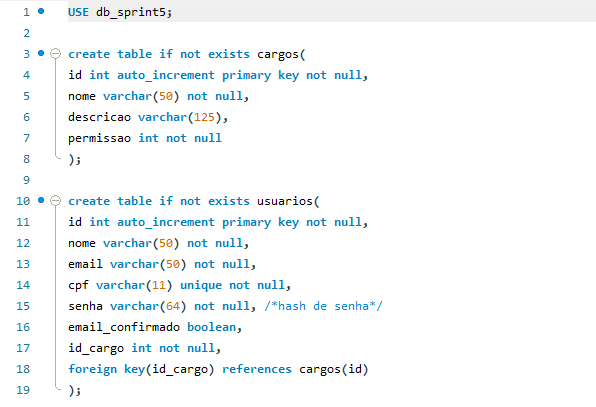 1 USE db_sprint5;
2
3 create table if not exists cargos(
4 id int auto_increment primary key not null,
5 nome varchar(50) not null,
6 descricao varchar(125),
7 permissao int not null
8 );
9
10 create table if not exists usuarios(
11 id int auto_increment primary key not null,
12 nome varchar(50) not null,
13 email varchar(50) not null,
14 cpf varchar(11) unique not null,
15 senha varchar(64) not null, /*hash de senha*/
16 email_confirmado boolean,
17 id_cargo int not null,
18 foreign key(id_cargo) references cargos(id)
19 );